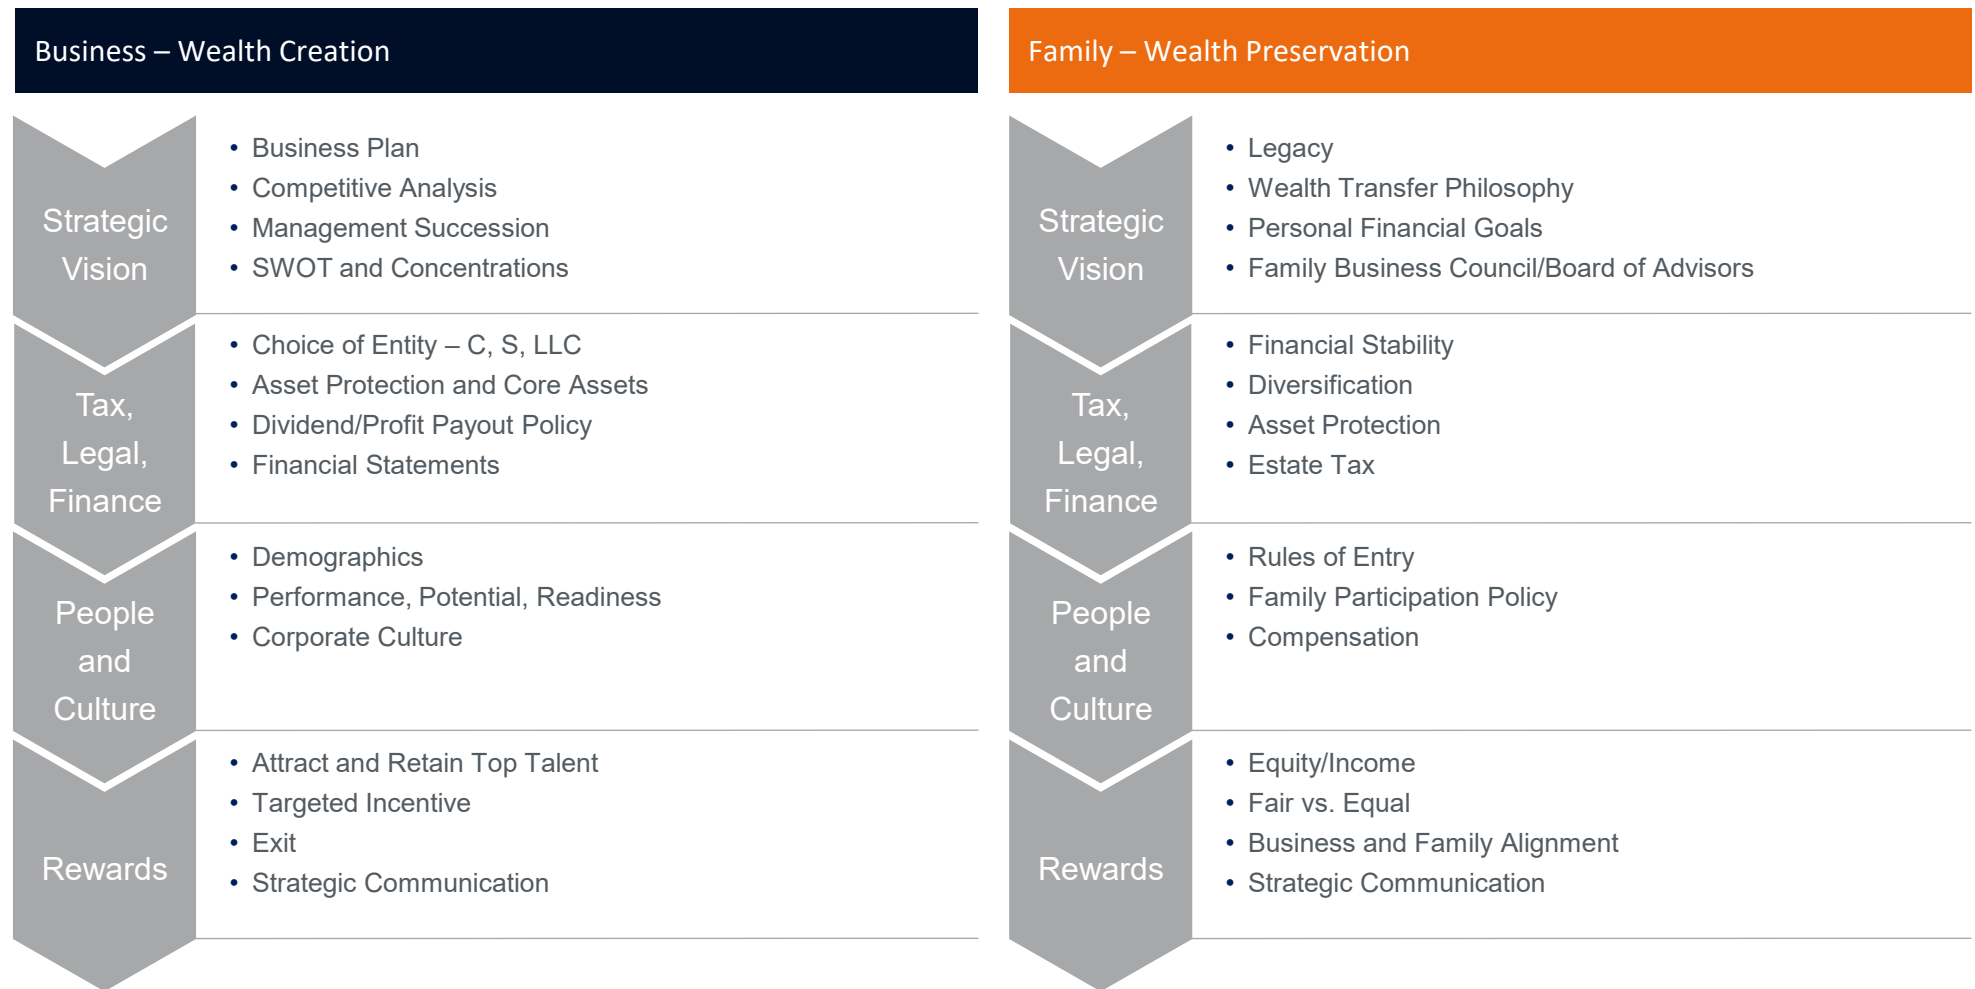 Business – Wealth Creation
Strategic
Vision
• Business Plan
• Competitive Analysis
• Management Succession
• SWOT and Concentrations
Tax,
Legal,
Finance
• Choice of Entity – C, S, LLC
• Asset Protection and Core Assets
• Dividend/Profit Payout Policy
• Financial Statements
People
and
Culture
• Demographics
• Performance, Potential, Readiness
• Corporate Culture
Rewards
• Attract and Retain Top Talent
• Targeted Incentive
• Exit
• Strategic Communication
Family – Wealth Preservation
Strategic
Vision
• Legacy
• Wealth Transfer Philosophy
• Personal Financial Goals
• Family Business Council/Board of Advisors
Tax,
Legal,
Finance
• Financial Stability
• Diversification
• Asset Protection
• Estate Tax
People
and
Culture
• Rules of Entry
• Family Participation Policy
• Compensation
Rewards
• Equity/Income
• Fair vs. Equal
• Business and Family Alignment
• Strategic Communication